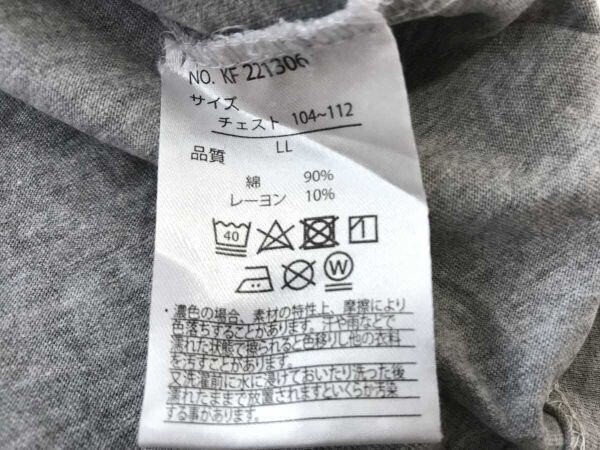 NO. KF 221306
サイズ
チェスト 104~112
LL
品質
綿 90%
レーヨン 10%
40
W
濃色の場合、素材の特性上、摩擦により
色落ちすることがあります。汗や雨などで
濡れた状態で擦られると色移りし他の衣料
を汚すことがあります。
又洗濯前に水に浸けておいたり洗った後
濡れたままで放置されますといくらか汚染
する事があります。